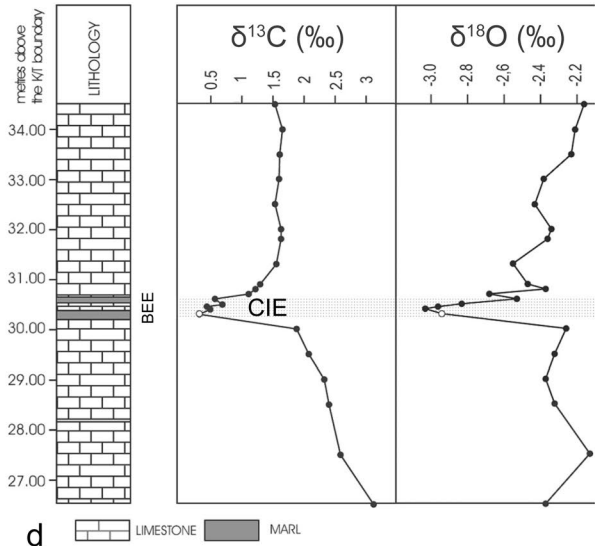 metres above
the K/T boundary
LITHOLOGY
δ¹³C (‰)
δ¹⁸O (‰)
0.5
1
1.5
2
2.5
3
-3.0
-2.8
-2.6
-2.4
-2.2
34.00
33.00
32.00
31.00
30.00
29.00
28.00
27.00
BEE
CIE
d
LIMESTONE
MARL